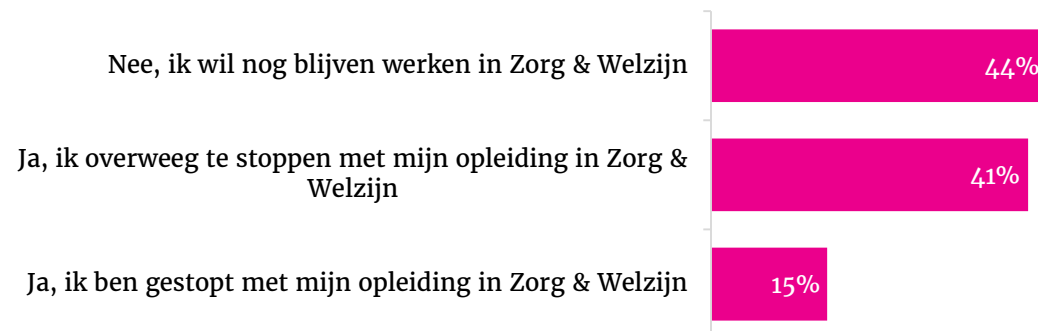 Nee, ik wil nog blijven werken in Zorg & Welzijn
44%
Ja, ik overweeg te stoppen met mijn opleiding in Zorg &
Welzijn
41%
Ja, ik ben gestopt met mijn opleiding in Zorg & Welzijn
15%